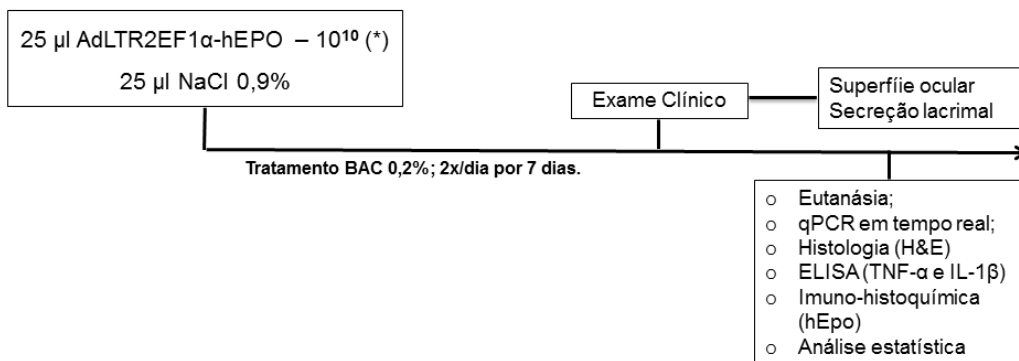 25 µl AdLTR2EF1α-hEPO – 10¹⁰ (*)
25 µl NaCl 0,9%
Exame Clínico
Superfíie ocular
Secreção lacrimal
Tratamento BAC 0,2%; 2x/dia por 7 dias.
o Eutanásia;
o qPCR em tempo real;
o Histologia (H&E)
o ELISA (TNF-α e IL-1β)
o Imuno-histoquímica
(hEpo)
o Análise estatística